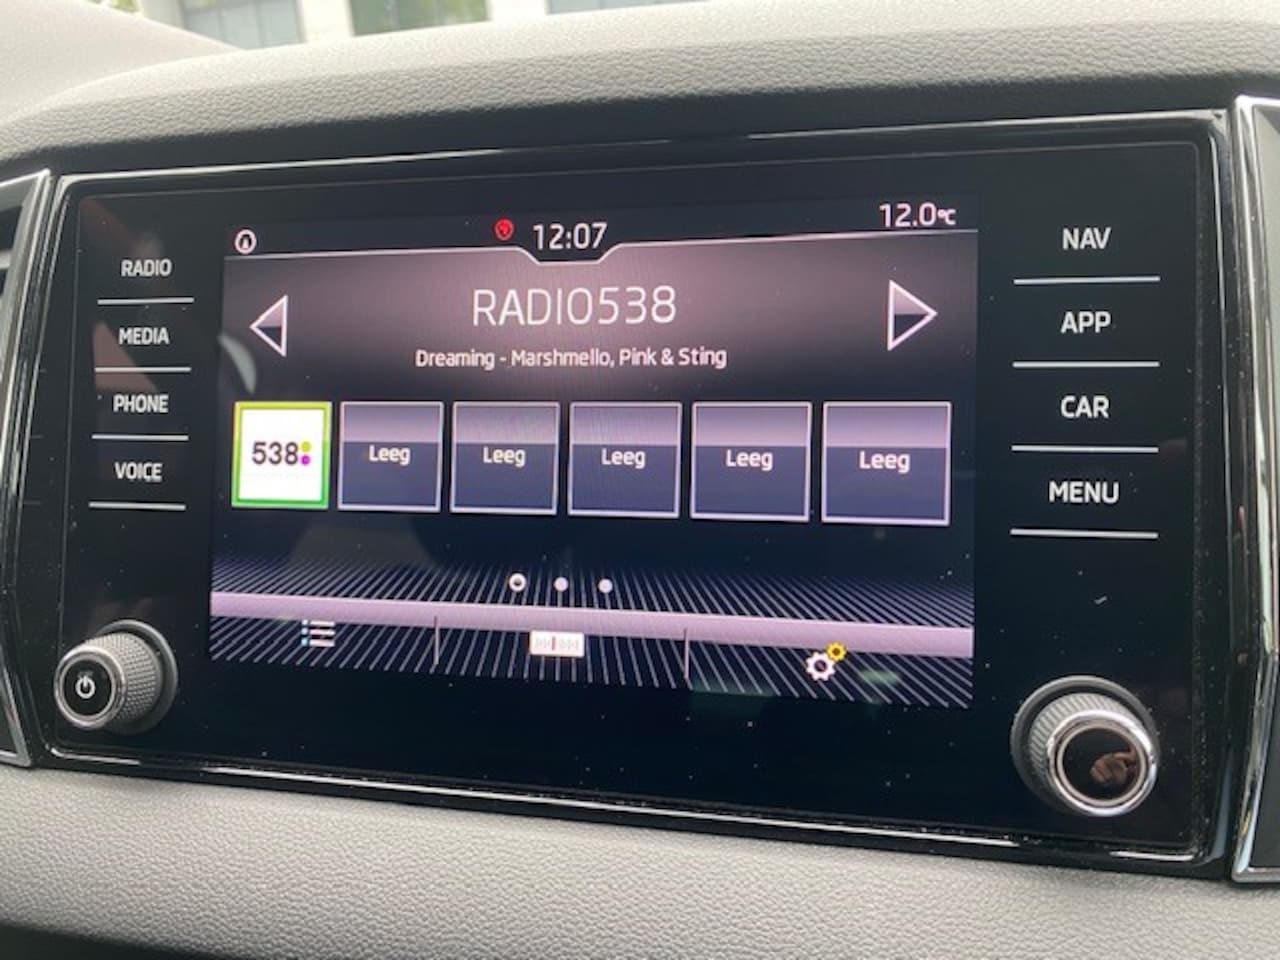 12:07
12.0°C
RADIO
MEDIA
PHONE
VOICE
RADIO538
Dreaming - Marshmello, Pink & Sting
538
Leeg
Leeg
Leeg
Leeg
Leeg
NAV
APP
CAR
MENU